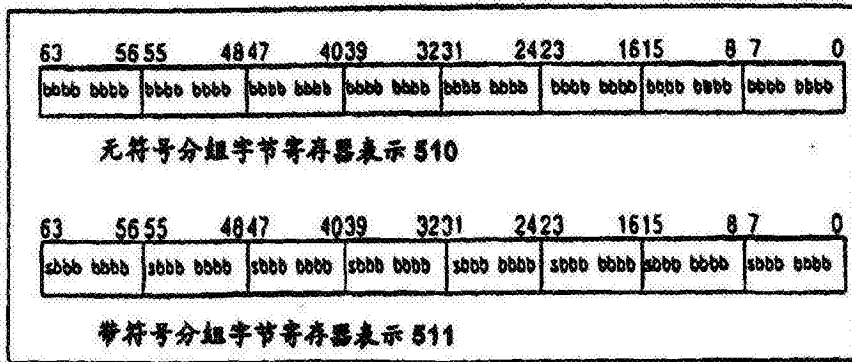 63 56 55 48 47 40 39 32 31 24 23 16 15 8 7 0
bbbb bbbb bbbb bbbb bbbb bbbb bbbb bbbb bbbb bbbb bbbb bbbb bbbb bbbb bbbb bbbb
无符号分组字节寄存器表示 510
63 56 55 48 47 40 39 32 31 24 23 16 15 8 7 0
sbbb bbbb sbbb bbbb sbbb bbbb sbbb bbbb sbbb bbbb sbbb bbbb sbbb bbbb sbbb bbbb
带符号分组字节寄存器表示 511